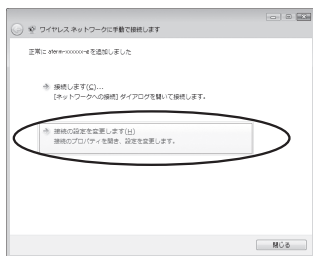 ワイヤレス ネットワークに手動で接続します
正常に aterm-xxxxxx-g を追加しました
接続します(C)...
[ネットワークへの接続] ダイアログを開いて接続します。
接続の設定を変更します(H)
接続のプロパティを開き、設定を変更します。
閉じる